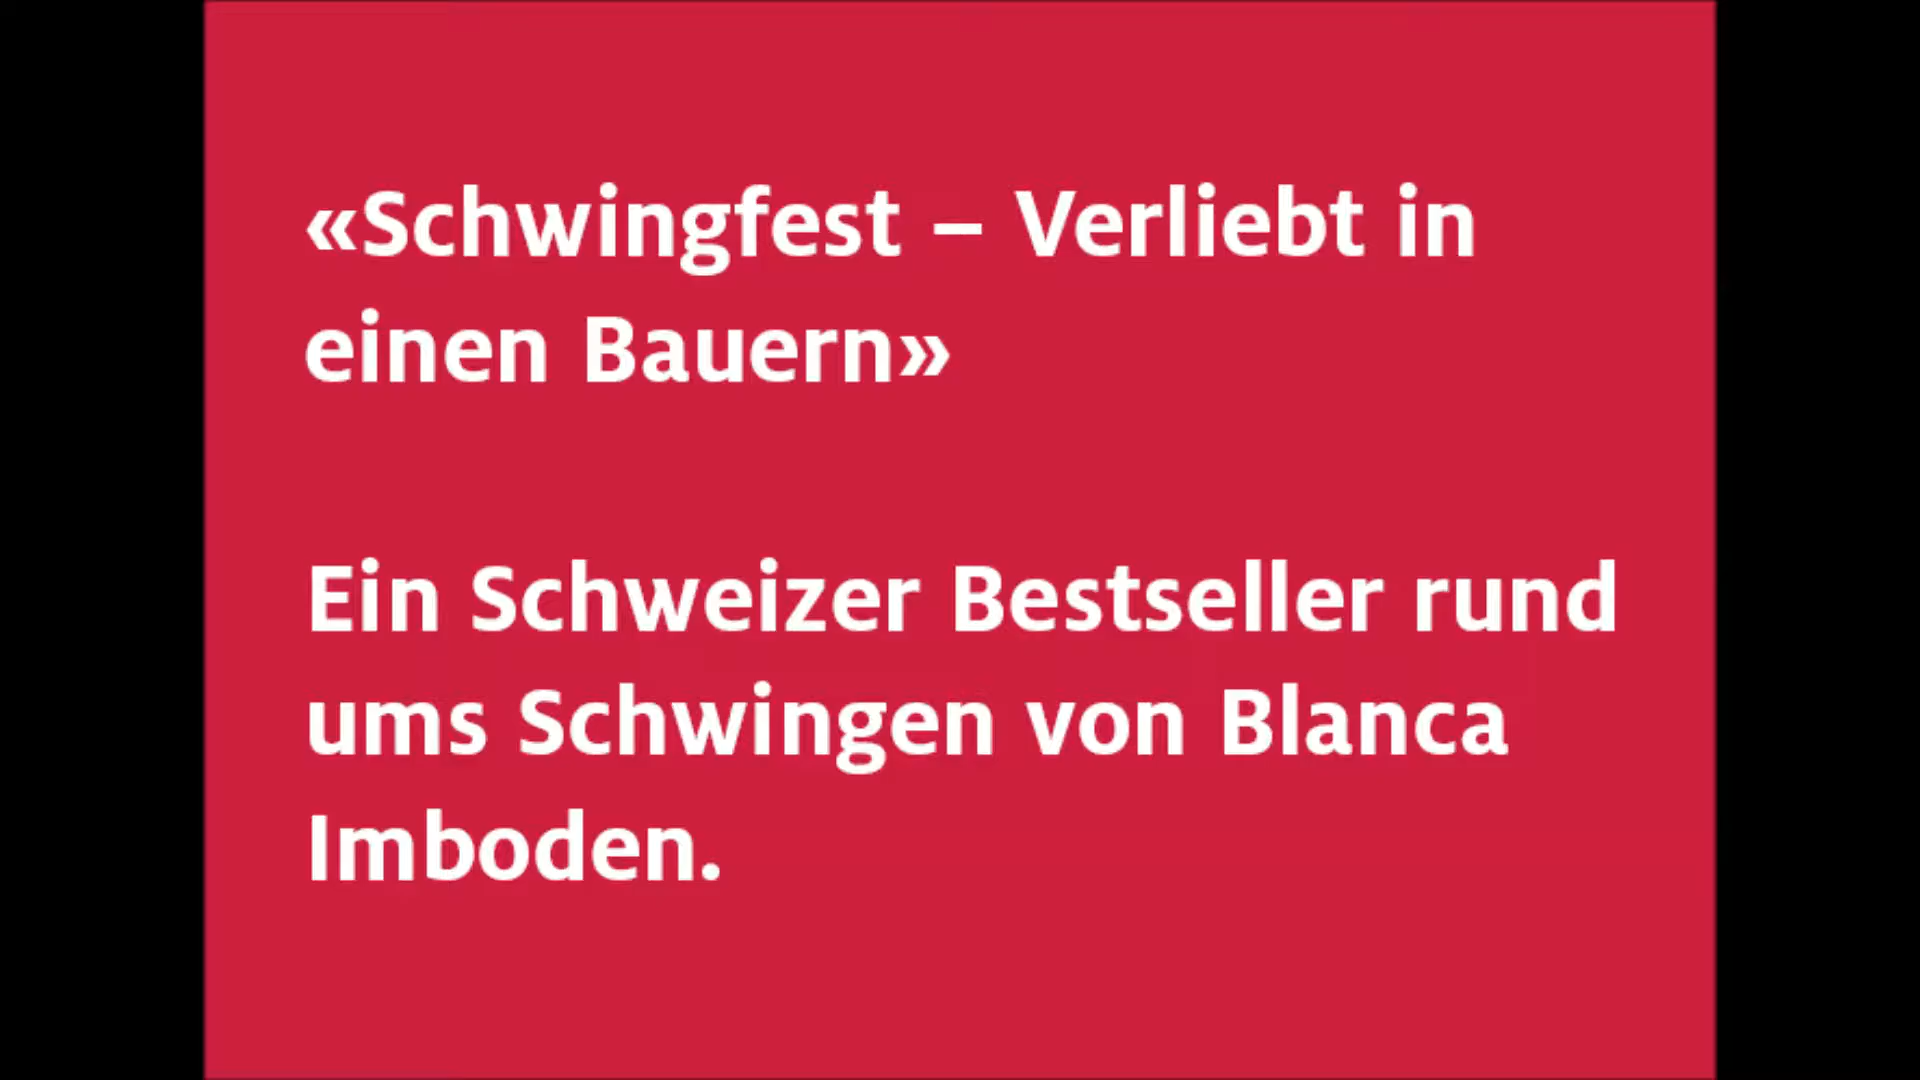 «Schwingfest – Verliebt in
einen Bauern»
Ein Schweizer Bestseller rund
ums Schwingen von Blanca
Imboden.